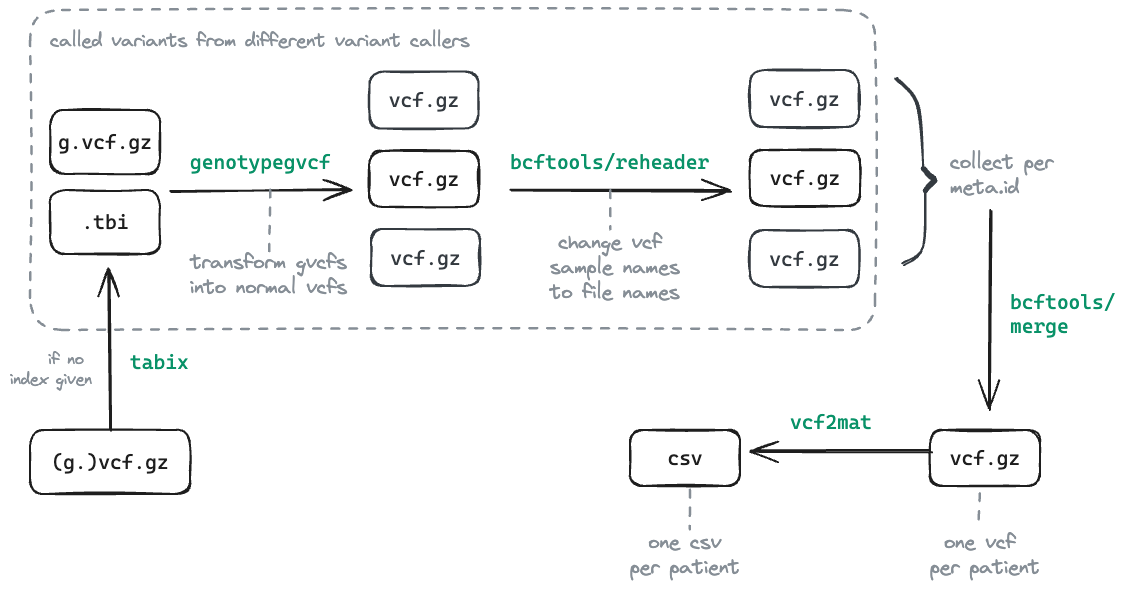 called variants from different variant callers
g.vcf.gz
.tbi
genotypegvcf
transform gvcfs
into normal vcfs
vcf.gz
vcf.gz
vcf.gz
bcftools/reheader
change vcf
sample names
to file names
vcf.gz
vcf.gz
vcf.gz
collect per
meta.id
bcftools/
merge
if no
index given
tabix
(g.)vcf.gz
vcf2mat
csv
vcf.gz
one csv
per patient
one vcf
per patient